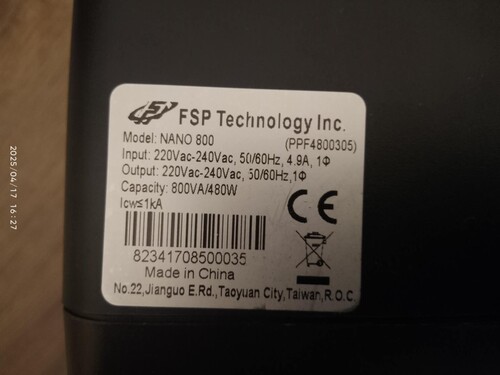 FSP Technology Inc.
Model: NANO 800 (PPF4800305)
Input: 220Vac-240Vac, 50/60Hz, 4.9A, 1Φ
Output: 220Vac-240Vac, 50/60Hz,1Φ
Capacity: 800VA/480W
Icw≤1kA
CE
82341708500035
Made in China
No.22,Jianguo E.Rd.,Taoyuan City,Taiwan,R.O.C.
2025/04/17 16:27